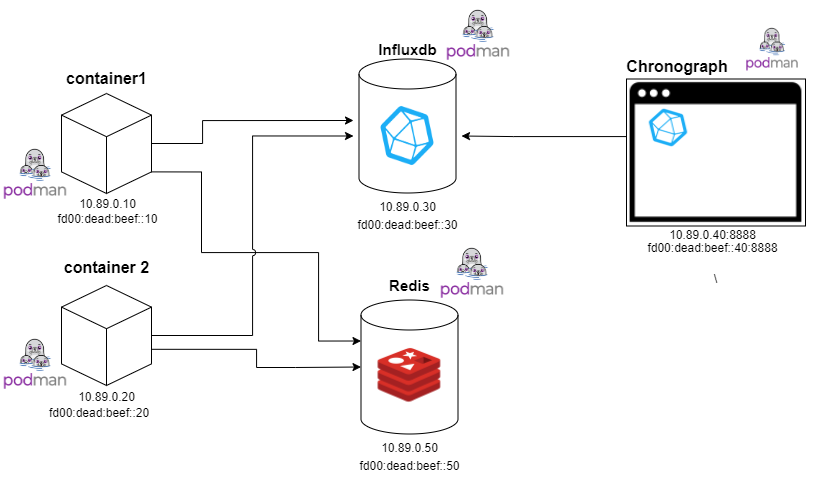 container1
podman
10.89.0.10
fd00:dead:beef::10
container 2
podman
10.89.0.20
fd00:dead:beef::20
Influxdb
podman
10.89.0.30
fd00:dead:beef::30
Redis
podman
10.89.0.50
fd00:dead:beef::50
Chronograph
podman
10.89.0.40:8888
fd00:dead:beef::40:8888
\